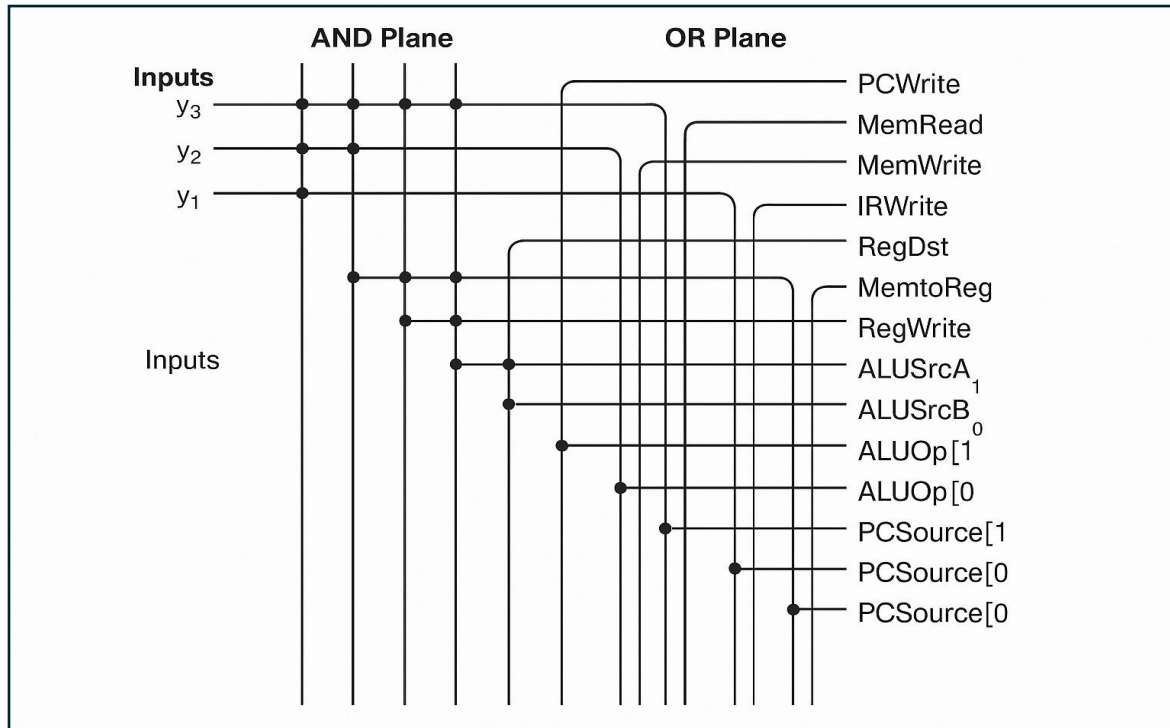 AND Plane
OR Plane
Inputs
y3
y2
y1
Inputs
PCWrite
MemRead
MemWrite
IRWrite
RegDst
MemtoReg
RegWrite
ALUSrcA1
ALUSrcB0
ALUOp[1
ALUOp[0
PCSource[1
PCSource[0
PCSource[0